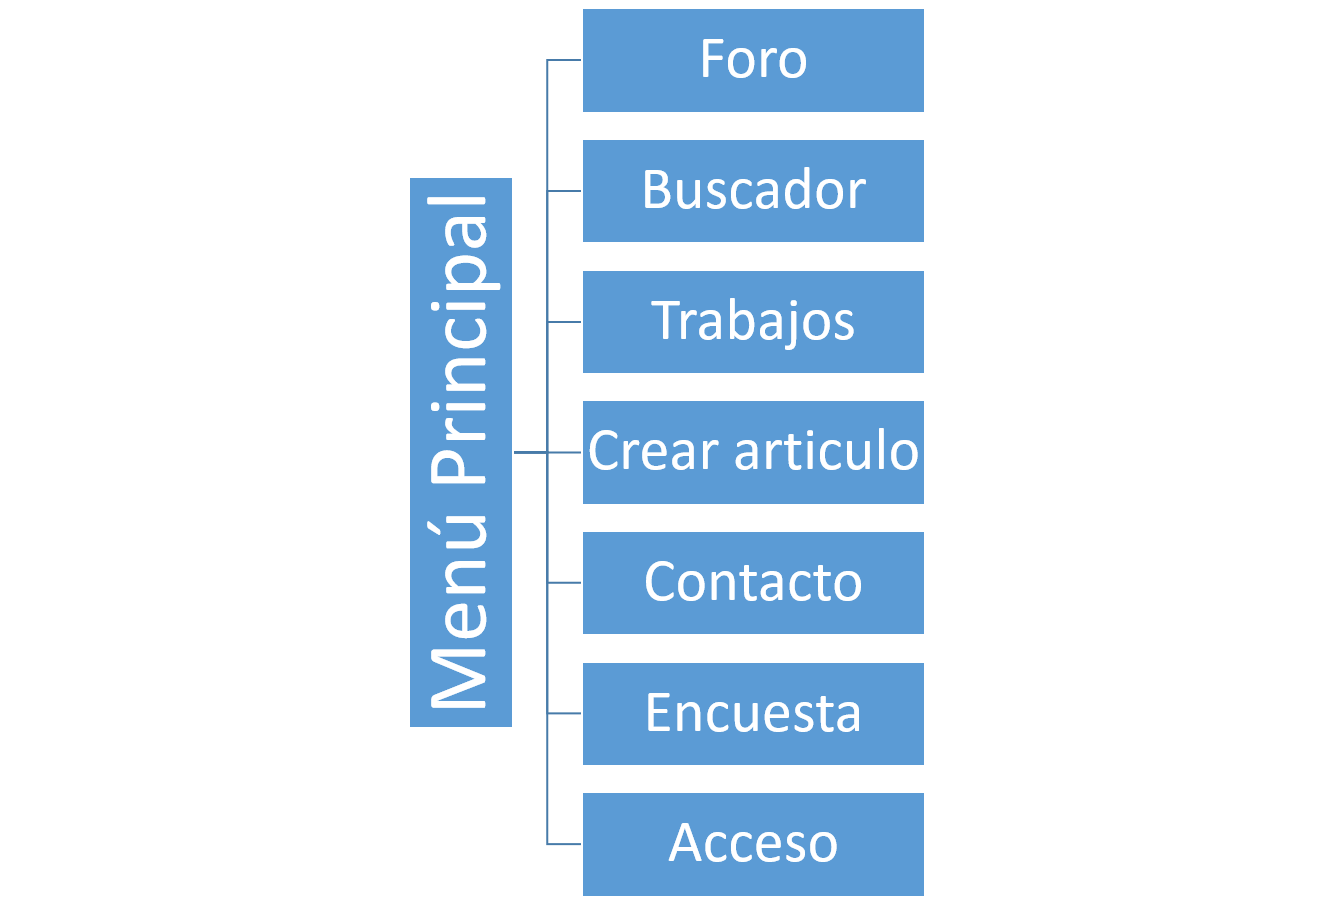 Menú Principal
Foro
Buscador
Trabajos
Crear articulo
Contacto
Encuesta
Acceso